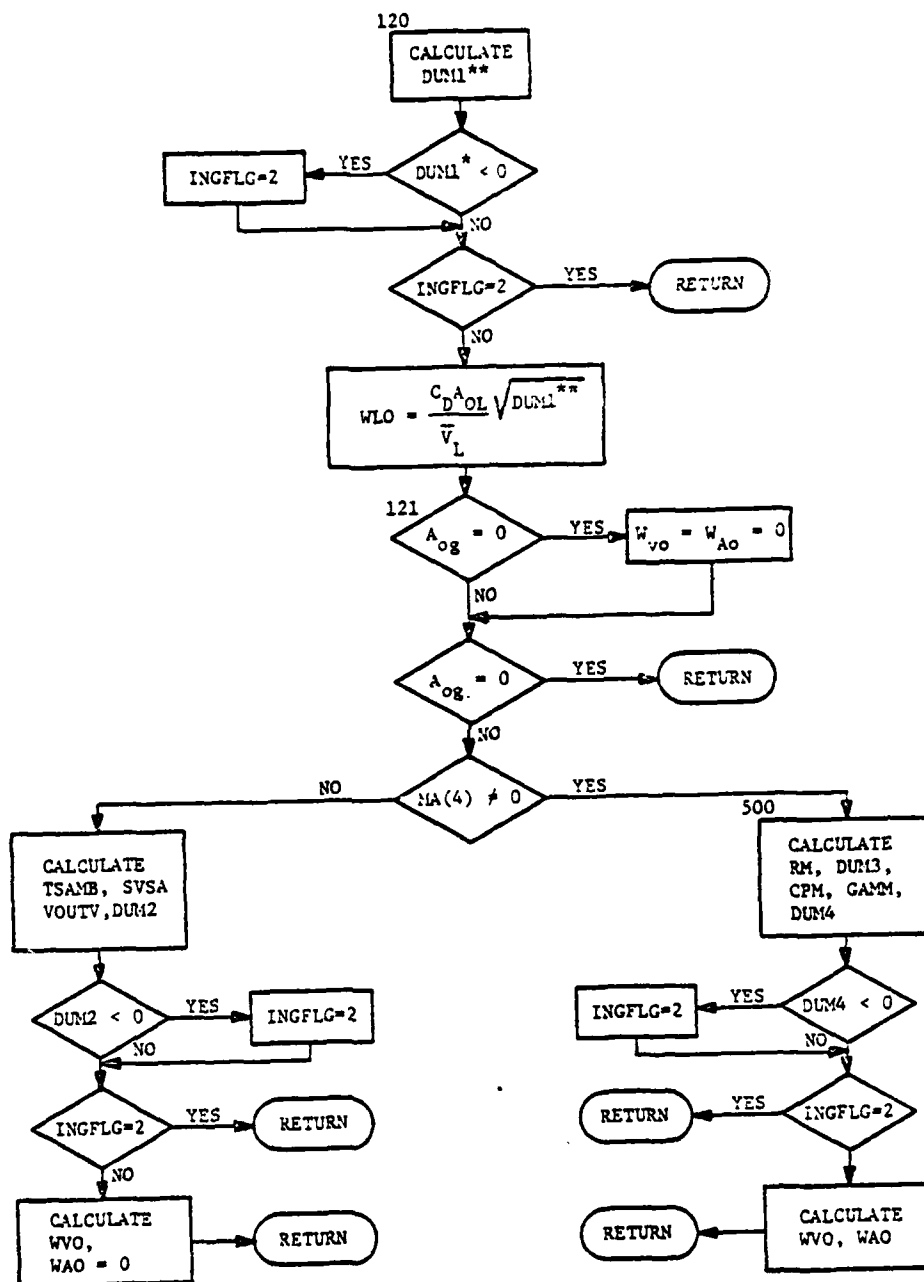 120
CALCULATE
DUM1**
YES
DUM1* < 0
INGFLG=2
NO
INGFLG=2
YES
RETURN
NO
WLO = C_D A_OL / V̅_L √DUM1**
121
A_og = 0
YES
W_vo = W_Ao = 0
NO
A_og. = 0
YES
RETURN
NO
NO
MA(4) ≠ 0
YES
CALCULATE
TSAMB, SVSA
VOUTV,DUM2
DUM2 < 0
YES
INGFLG=2
NO
INGFLG=2
YES
RETURN
NO
CALCULATE
WVO,
WAO = 0
RETURN
500
CALCULATE
RM, DUM3,
CPM, GAMM,
DUM4
DUM4 < 0
YES
INGFLG=2
NO
INGFLG=2
YES
RETURN
CALCULATE
WVO, WAO
RETURN